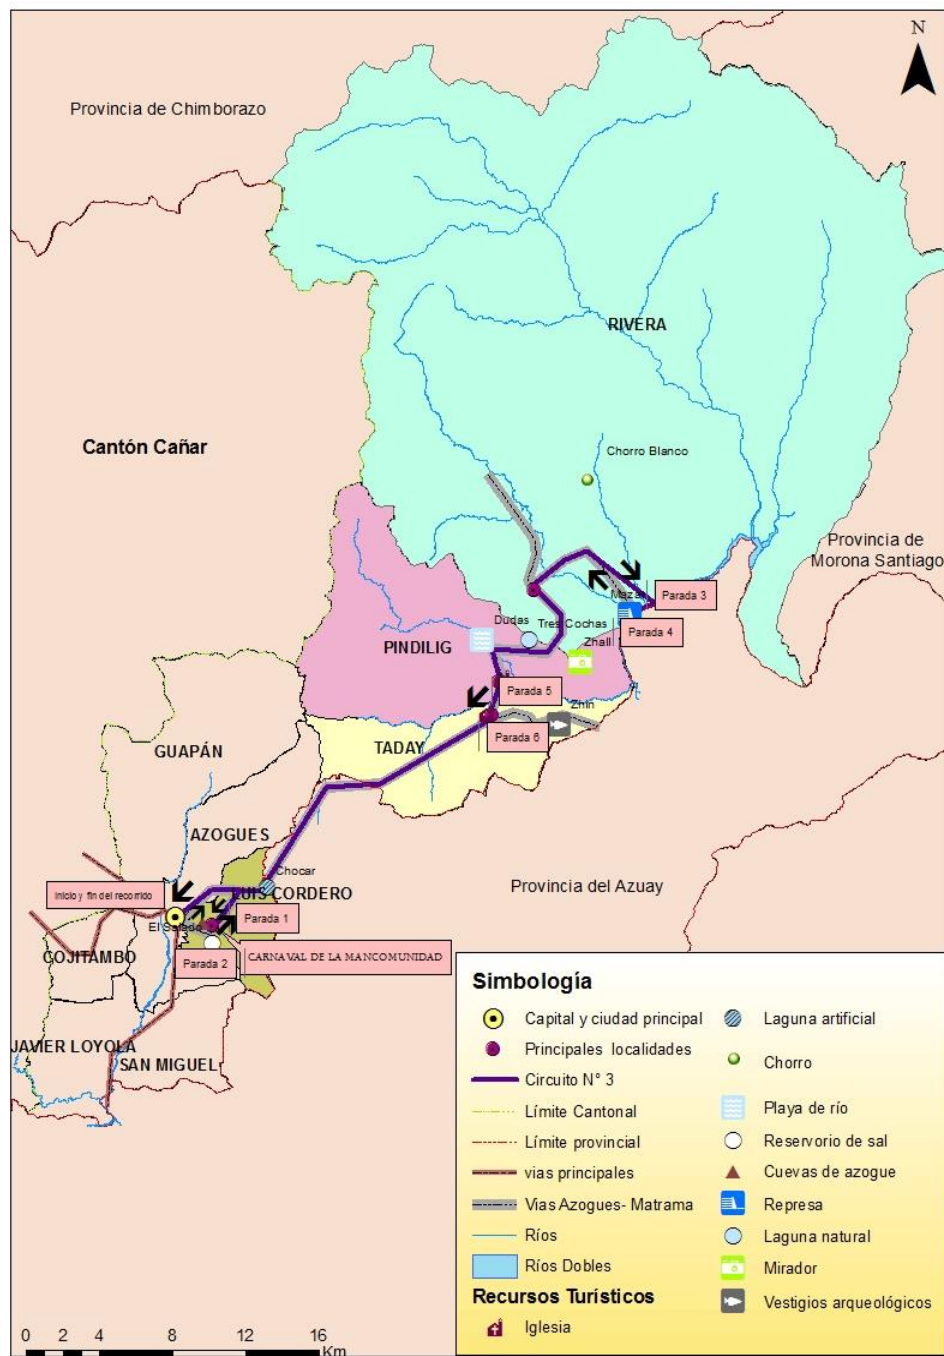 N
Provincia de Chimborazo
RIVERA
Cantón Cañar
Chorro Blanco
Provincia de
Morona Santiago
Mazar
Parada 3
Dudas
Tres Cochas
Parada 4
PINDILIG
Zhall
Parada 5
Zhin
Parada 6
TADAY
GUAPÁN
AZOGUES
Chocar
Provincia del Azuay
Inicio y fin del recorrido
LUIS CORDERO
Parada 1
El Salado
COJITAMBO
Parada 2
CARNAVAL DE LA MANCOMUNIDAD
JAVIER LOYOLA
SAN MIGUEL
Simbología
Capital y ciudad principal
Principales localidades
Circuito N° 3
Límite Cantonal
Límite provincial
vias principales
Vias Azogues- Matrama
Ríos
Ríos Dobles
Recursos Turísticos
Iglesia
Laguna artificial
Chorro
Playa de río
Reservorio de sal
Cuevas de azogue
Represa
Laguna natural
Mirador
Vestigios arqueológicos
0 2 4 8 12 16
Km